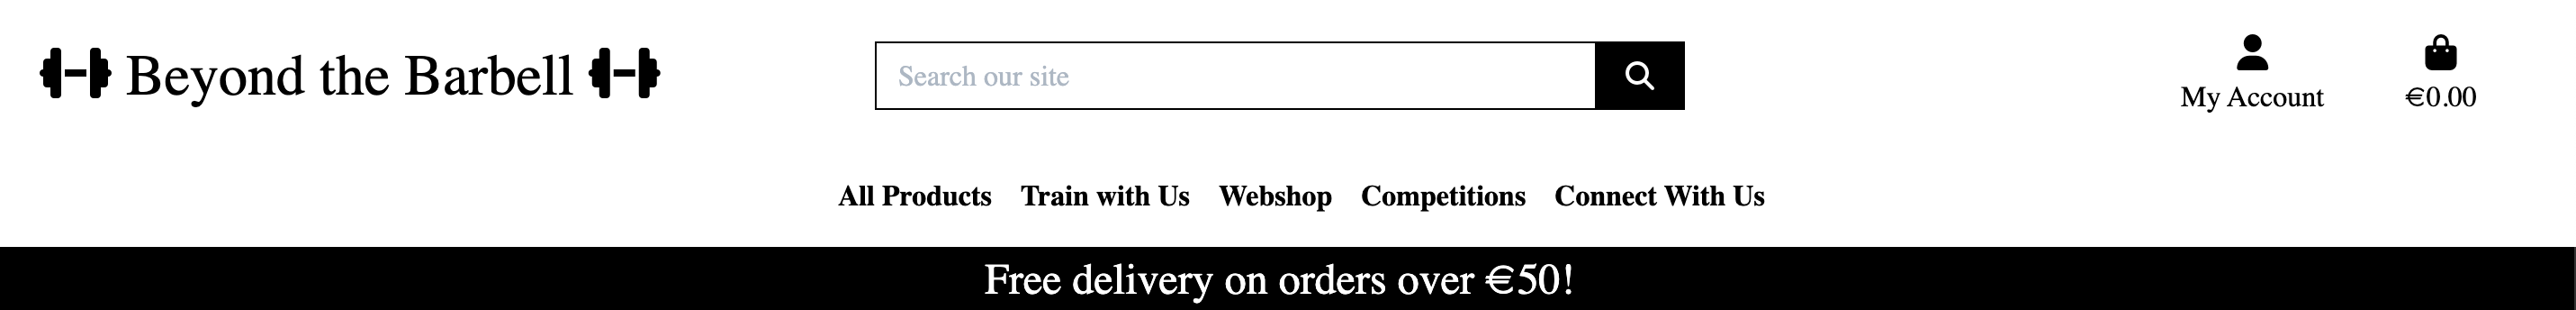 Beyond the Barbell
Search our site
My Account
€0.00
All Products Train with Us Webshop Competitions Connect With Us
Free delivery on orders over €50!